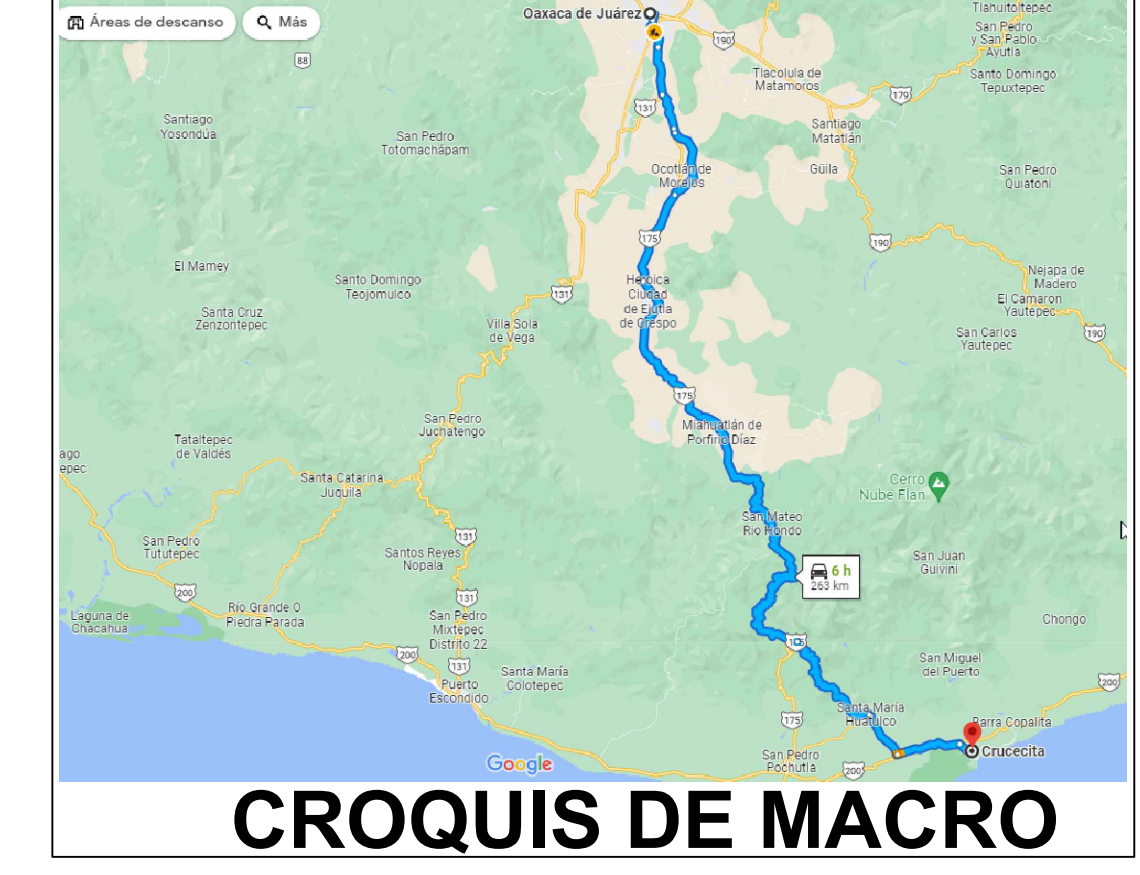 Áreas de descanso
Más
Oaxaca de Juárez
Tlahuitoltepec
San Pedro
y San Pablo
Ayutla
190
88
Tlacolula de
Matamoros
Santo Domingo
Tepuxtepec
179
131
Santiago
Yosondúa
San Pedro
Totomachápam
Santiago
Matatlán
Ocotlán de
Morelos
Güilá
San Pedro
Quiatoni
175
190
El Mamey
Santo Domingo
Teojomulco
Heroica
Ciudad
de Ejutla
de Crespo
Nejapa de
Madero
131
El Camaron
Yautepec
Santa Cruz
Zenzontepec
Villa Sola
de Vega
San Carlos
Yautepec
190
175
San Pedro
Juchatengo
Miahuatlán de
Porfirio Díaz
Tataltepec
de Valdés
ago
epec
Santa Catarina
Juquila
Cerro
Nube Flan
San Mateo
Rio Hondo
131
San Pedro
Tututepec
Santos Reyes
Nopala
San Juan
Guivini
6 h
263 km
200
131
Río Grande O
Piedra Parada
Laguna de
Chacahua
San Pedro
Mixtepec
Distrito 22
Chongo
175
200
131
San Miguel
del Puerto
Santa María
Colotepec
Puerto
Escondido
200
Santa María
Huatulco
175
Barra Copalita
Crucecita
San Pedro
Pochutla
200
Google
CROQUIS DE MACRO